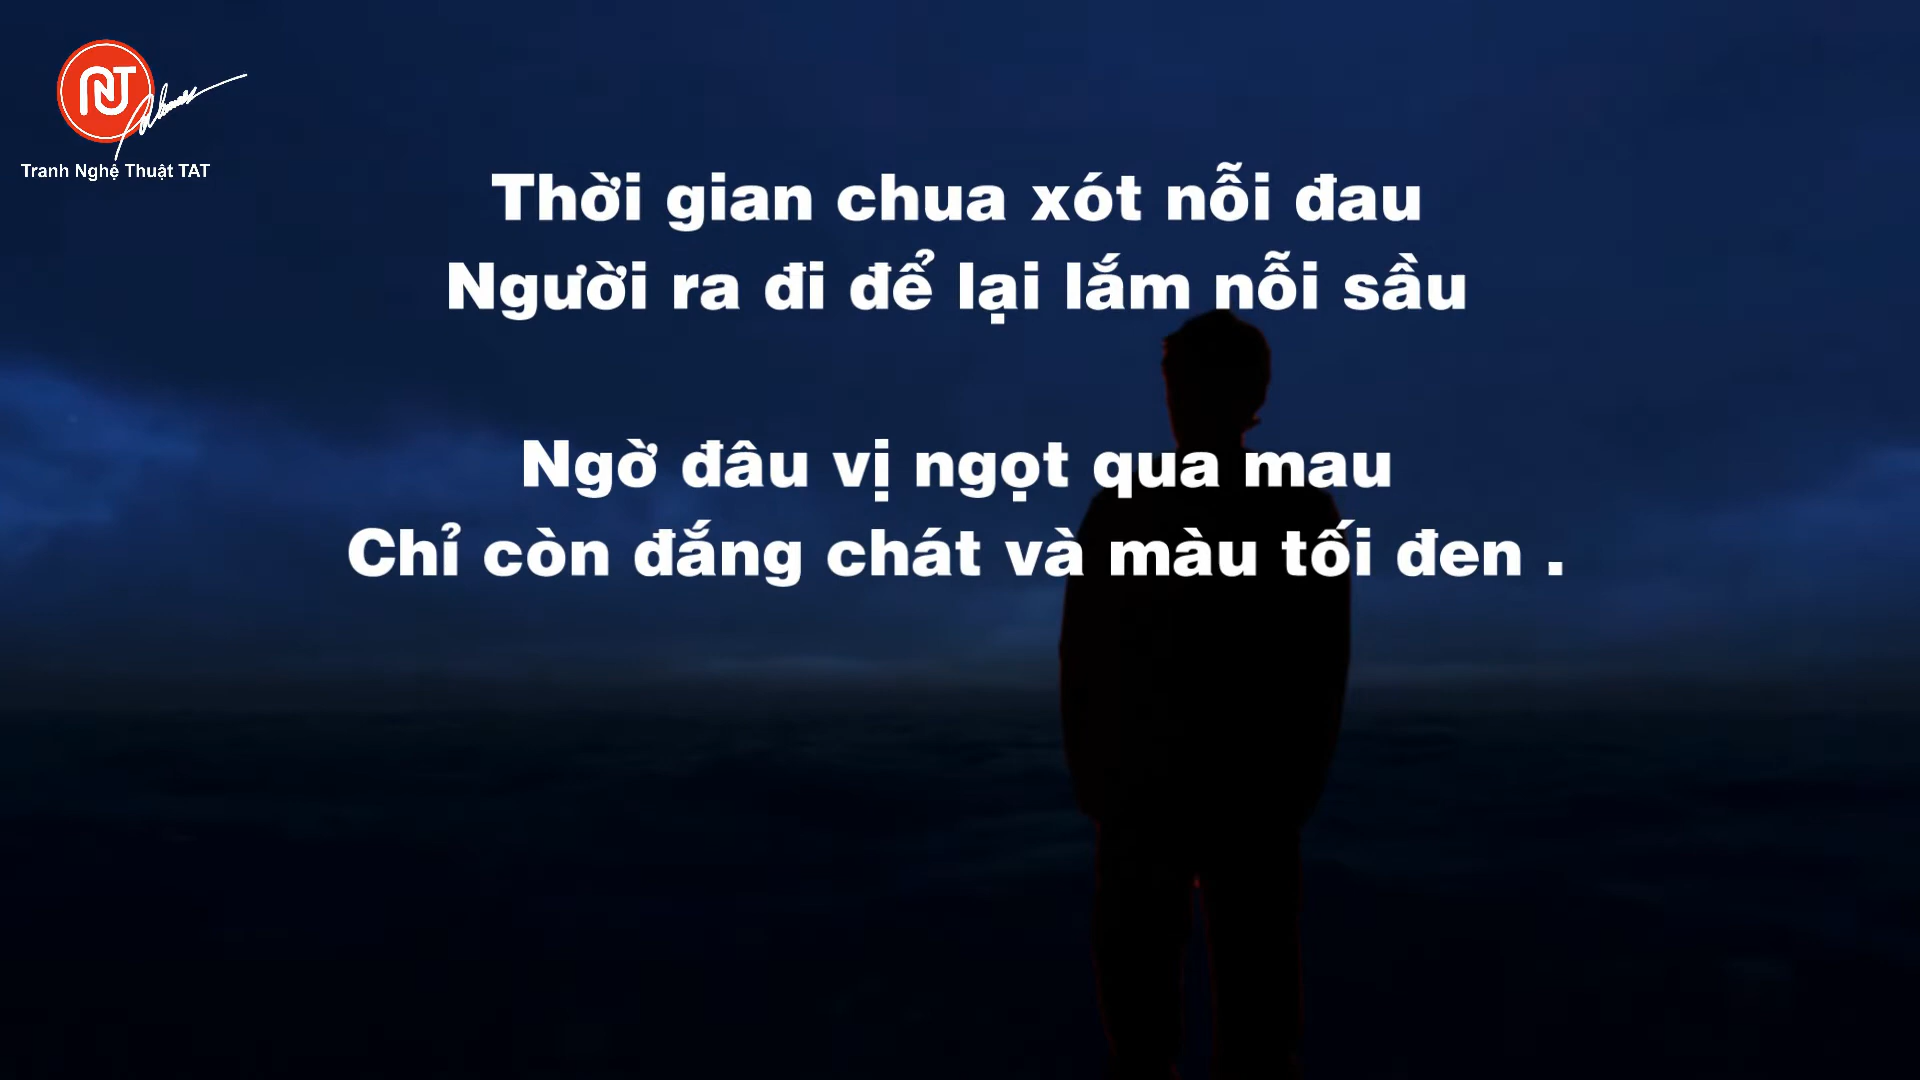 Tranh Nghệ Thuật TAT
Thời gian chua xót nỗi đau
Người ra đi để lại lắm nỗi sầu
Ngờ đâu vị ngọt qua mau
Chỉ còn đắng chát và màu tối đen .